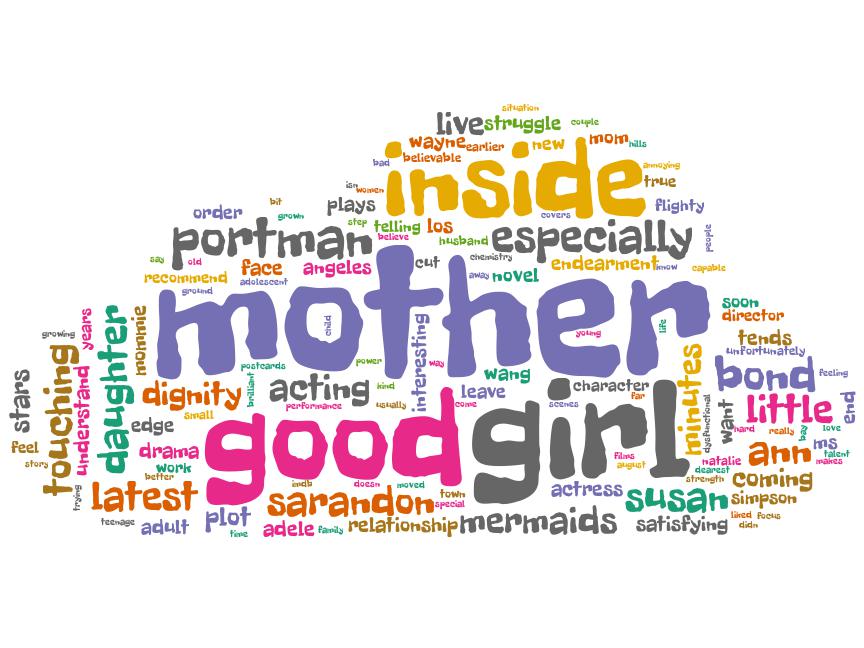 situation
live struggle couple
wayne earlier new mom hills
bad believable inside annoying
isn women true
bit plays flighty
order grown covers
step telling los people
portman believe husband especially
say old cut chemistry
recommend face angeles away novel endearment know capable
adolescent
ground mother soon
director
growing years mommie child interesting young life tends
unfortunately
postcards power way wang minutes bond feeling
stars touching understand daughter dignity brilliant acting kind leave character
small performance usually come scenes far dysfunctional want little end
edge good girl hard really bay love
feel drama films ann ms
story work august natalie talent
better dearest makes
trying latest imdb doesn moved strength coming
sarandon town special actress susan simpson
teenage adult plot adele family relationship mermaids satisfying liked focus
time didn